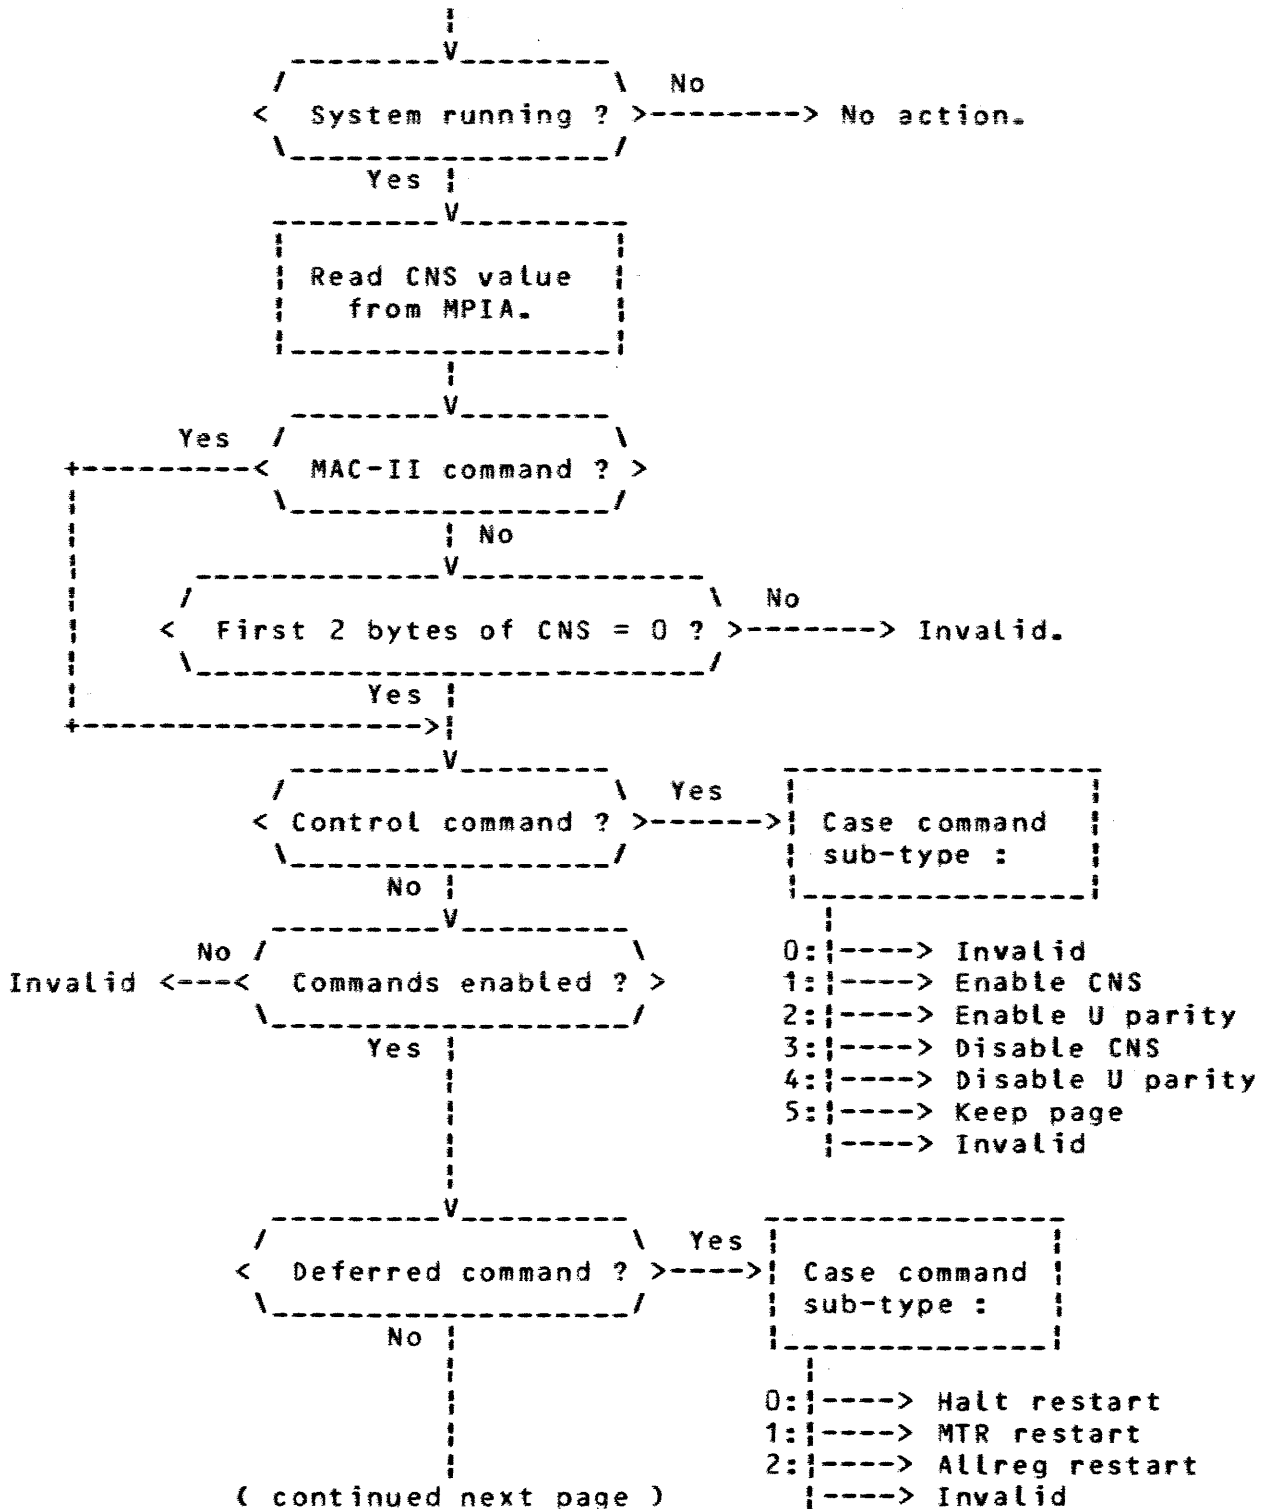 No
System running ?
No action.
Yes
Read CNS value
from MPIA.
Yes
MAC-II command ?
No
No
First 2 bytes of CNS = 0 ?
Invalid.
Yes
Yes
Control command ?
Case command
sub-type :
No
No
0: Invalid
Invalid
Commands enabled ?
1: Enable CNS
2: Enable U parity
Yes
3: Disable CNS
4: Disable U parity
5: Keep page
Invalid
Yes
Deferred command ?
Case command
sub-type :
No
0: Halt restart
1: MTR restart
2: Allreg restart
( continued next page )
Invalid